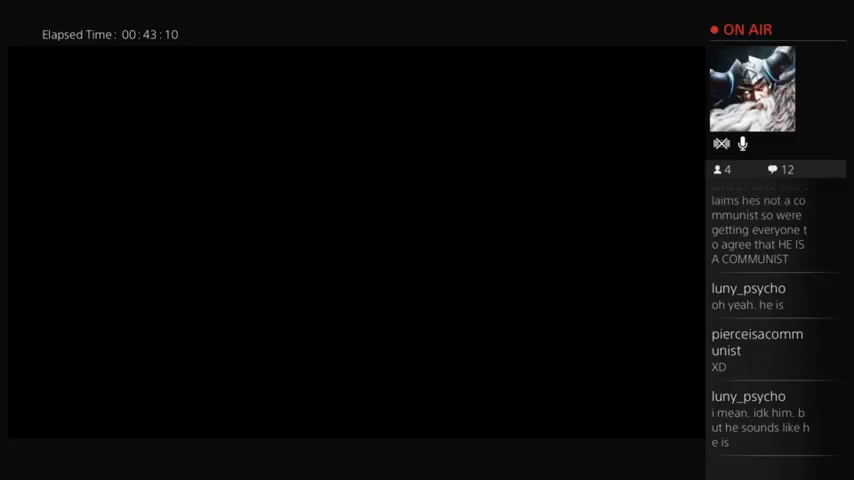 Elapsed Time: 00:43:10
ON AIR
4 12
laims hes not a co
mmunist so were
getting everyone t
o agree that HE IS
A COMMUNIST
luny_psycho
oh yeah. he is
pierceisacomm
unist
XD
luny_psycho
i mean. idk him. b
ut he sounds like h
e is